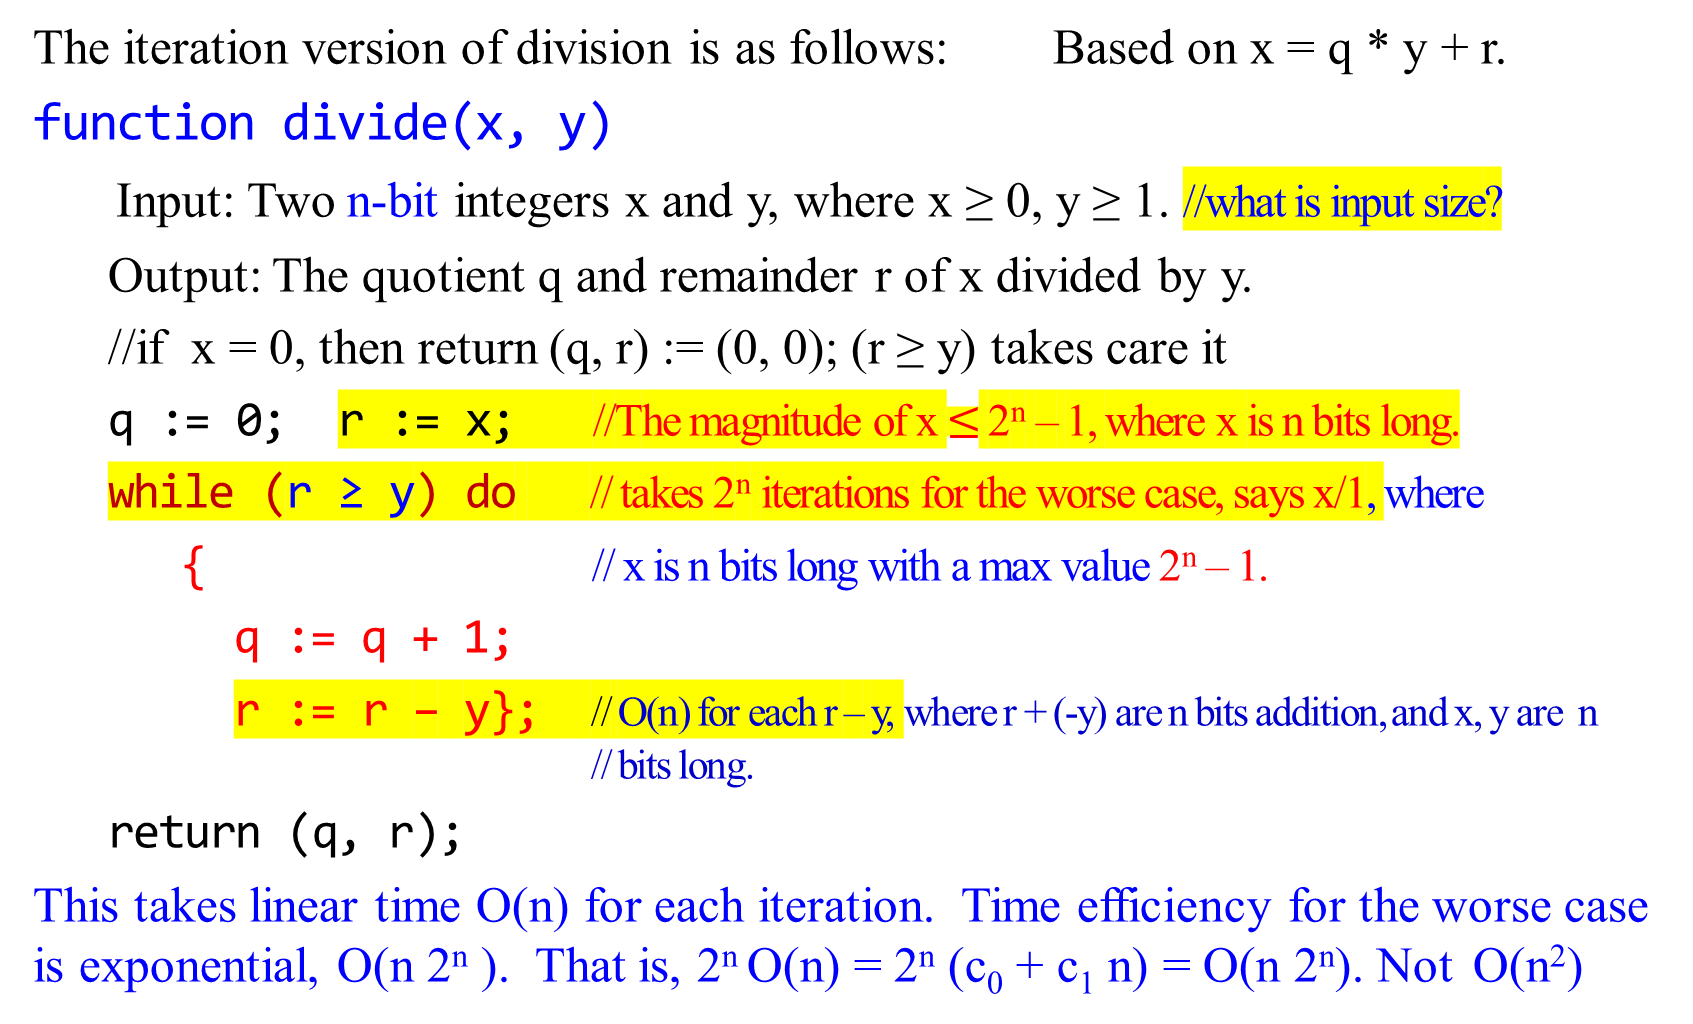 The iteration version of division is as follows: Based on x = q * y + r.
function divide(x, y)
Input: Two n-bit integers x and y, where x ≥ 0, y ≥ 1. //what is input size?
Output: The quotient q and remainder r of x divided by y.
//if x = 0, then return (q, r) := (0, 0); (r ≥ y) takes care it
q := 0; r := x; //The magnitude of x ≤ 2ⁿ – 1, where x is n bits long.
while (r ≥ y) do // takes 2ⁿ iterations for the worse case, says x/1, where
{ // x is n bits long with a max value 2ⁿ – 1.
q := q + 1;
r := r – y}; // O(n) for each r – y, where r + (-y) are n bits addition, and x, y are n
// bits long.
return (q, r);
This takes linear time O(n) for each iteration. Time efficiency for the worse case
is exponential, O(n 2ⁿ ). That is, 2ⁿ O(n) = 2ⁿ (c₀ + c₁ n) = O(n 2ⁿ). Not O(n²)